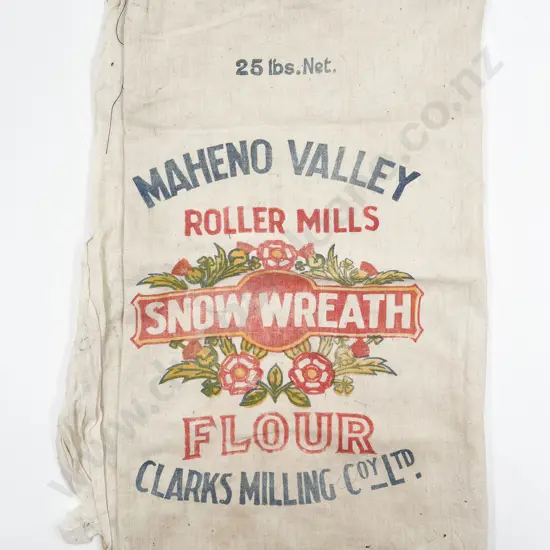 25 lbs. Net.
MAHENO VALLEY
ROLLER MILLS
SNOW WREATH
FLOUR
CLARKS MILLING COY LTD.